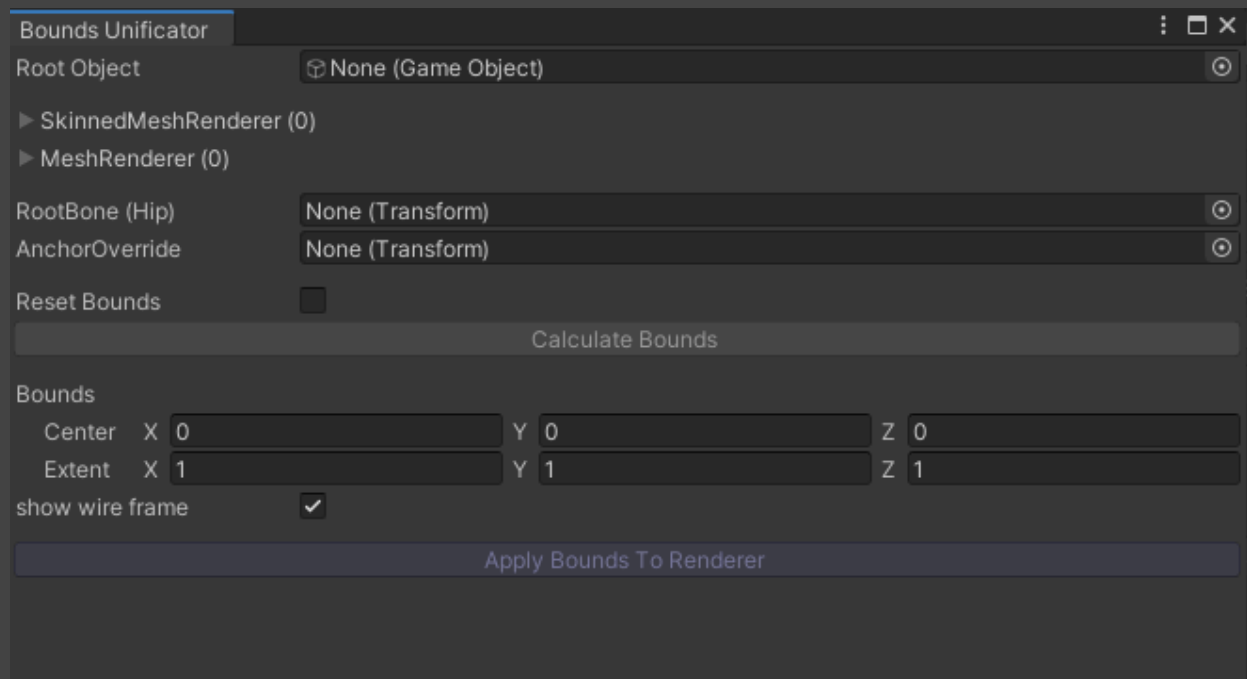 Bounds Unificator
Root Object None (Game Object)
SkinnedMeshRenderer (0)
MeshRenderer (0)
RootBone (Hip) None (Transform)
AnchorOverride None (Transform)
Reset Bounds
Calculate Bounds
Bounds
Center X 0 Y 0 Z 0
Extent X 1 Y 1 Z 1
show wire frame
Apply Bounds To Renderer